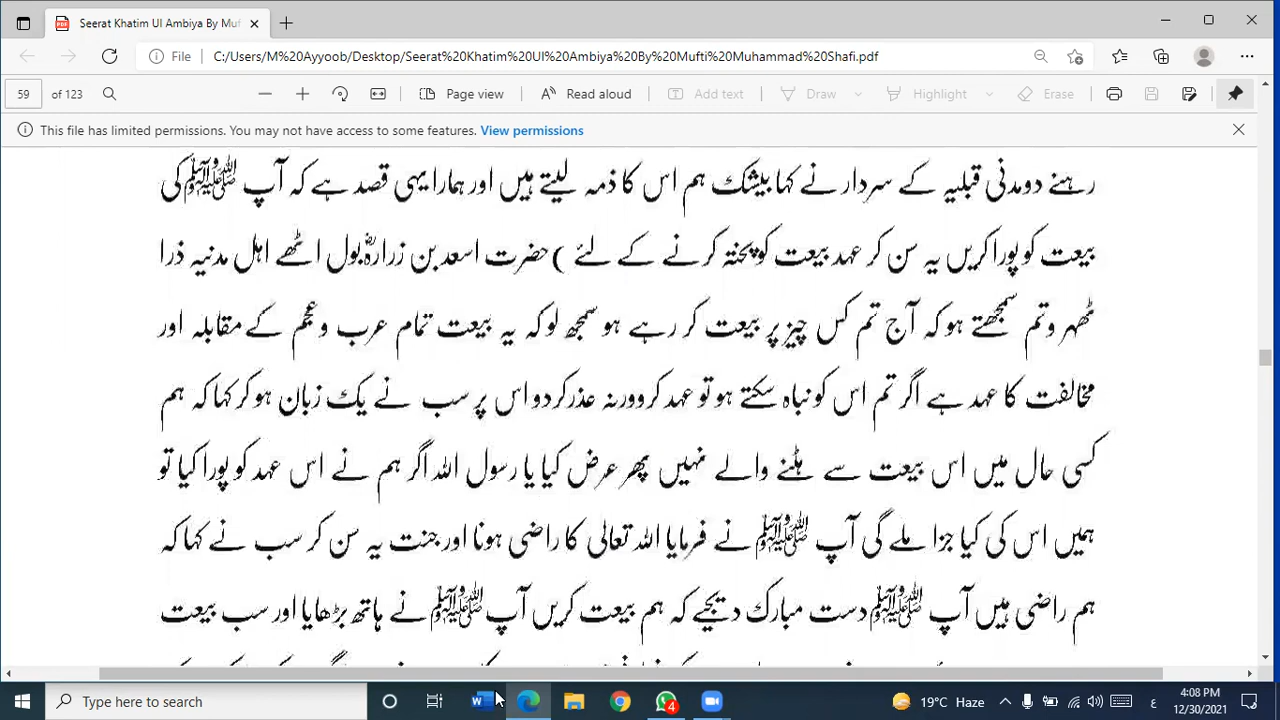 Seerat Khatim Ul Ambiya By Muf
File C:/Users/M%20Ayyoob/Desktop/Seerat%20Khatim%20Ul%20Ambiya%20By%20Mufti%20Muhammad%20Shafi.pdf
59 of 123 Page view Read aloud Add text Draw Highlight Erase
This file has limited permissions. You may not have access to some features. View permissions
رہنے دو مدنی قبلیہ کے سردار نے کہا بیشک ہم اس کا ذمہ لیتے ہیں اور ہمارا یہی قصد ہے کہ آپ ﷺ کی
بیعت کو پورا کریں یہ سن کر عہد بیعت کو پختہ کرنے کے لئے ) حضرت اسعد بن زرارہؓ بول اٹھے اہل مدنیہ ذرا
ٹھہر و تم سمجھتے ہو کہ آج تم کس چیز پر بیعت کر رہے ہو سمجھ لو کہ یہ بیعت تمام عرب و عجم کے مقابلہ اور
مخالفت کا عہد ہے اگر تم اس کو نباہ سکتے ہو تو عہد کرو ورنہ عذر کر دو اس پر سب نے یک زبان ہو کر کہا کہ ہم
کسی حال میں اس بیعت سے ہٹنے والے نہیں پھر عرض کیا یا رسول اللہ اگر ہم نے اس عہد کو پورا کیا تو
ہمیں اس کی کیا جزا ملے گی آپ ﷺ نے فرمایا اللہ تعالی کا راضی ہونا اور جنت یہ سن کر سب نے کہا کہ
ہم راضی ہیں آپ ﷺ دست مبارک دیجیے کہ ہم بیعت کریں آپ ﷺ نے ہاتھ بڑھایا اور سب بیعت
Type here to search 4 19°C Haze ع 4:08 PM
12/30/2021